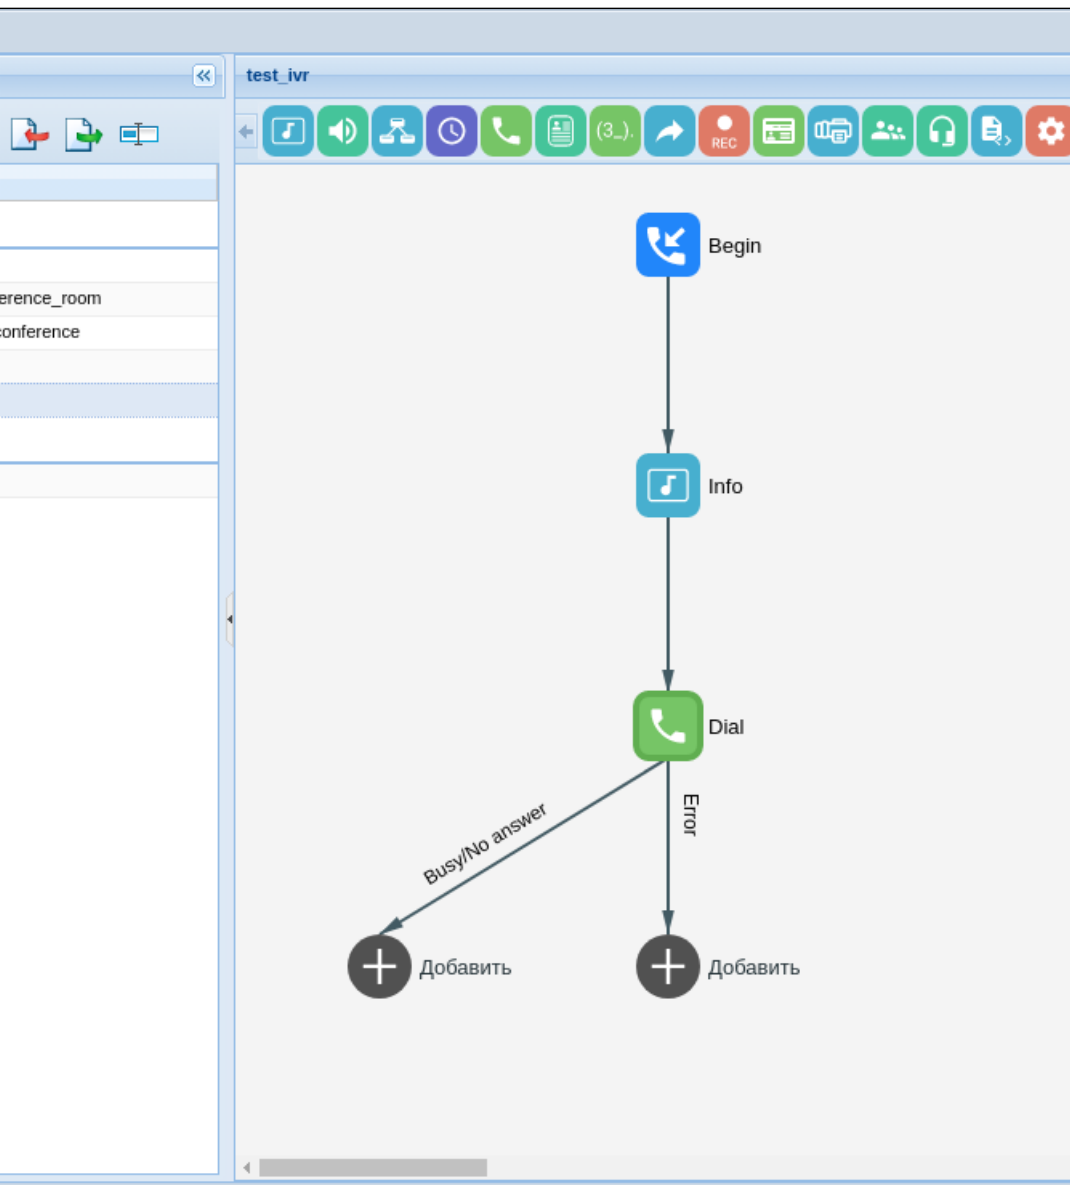 test_ivr
(3_).
REC
erence_room
conference
Begin
Info
Dial
Busy/No answer
Error
Добавить
Добавить